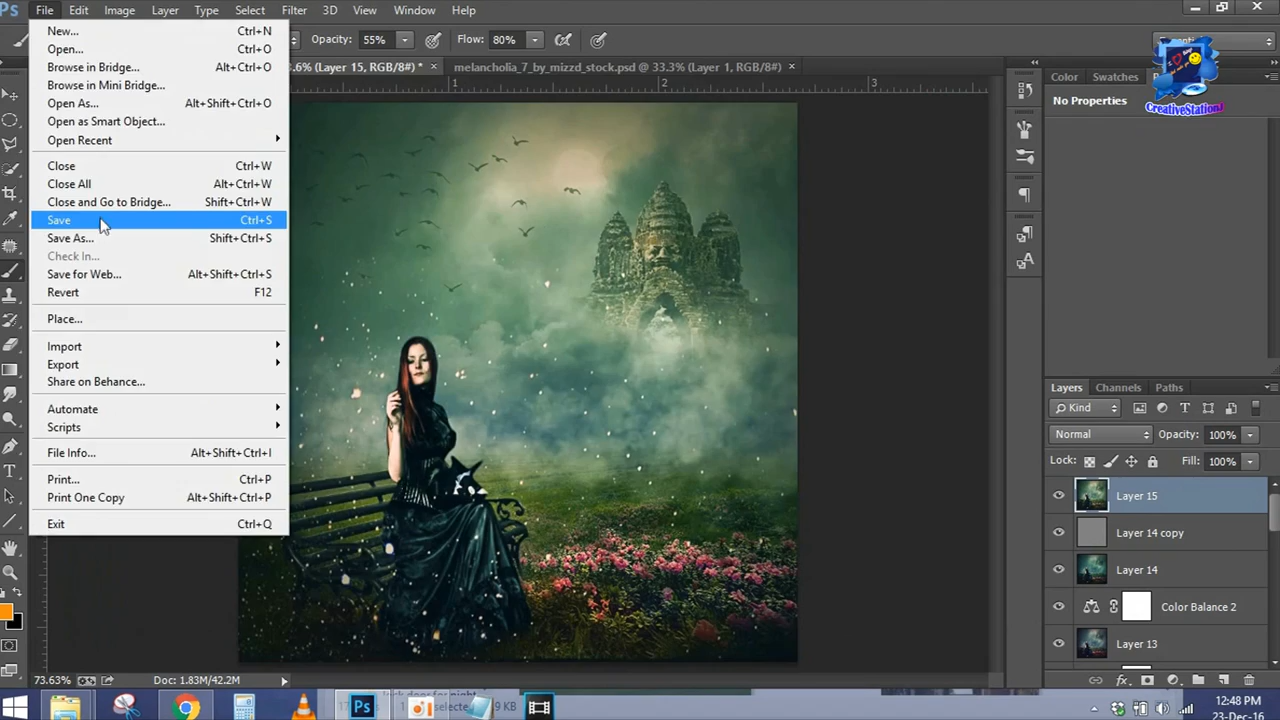 Ps File Edit Image Layer Type Select Filter 3D View Window Help
Opacity: 55% Flow: 80%
.6% (Layer 15, RGB/8#) * × melancholia_7_by_mizzd_stock.psd @ 33.3% (Layer 1, RGB/8#) ×
1 2 3
New... Ctrl+N
Open... Ctrl+O
Browse in Bridge... Alt+Ctrl+O
Browse in Mini Bridge...
Open As... Alt+Shift+Ctrl+O
Open as Smart Object...
Open Recent
Close Ctrl+W
Close All Alt+Ctrl+W
Close and Go to Bridge... Shift+Ctrl+W
Save Ctrl+S
Save As... Shift+Ctrl+S
Check In...
Save for Web... Alt+Shift+Ctrl+S
Revert F12
Place...
Import
Export
Share on Behance...
Automate
Scripts
File Info... Alt+Shift+Ctrl+I
Print... Ctrl+P
Print One Copy Alt+Shift+Ctrl+P
Exit Ctrl+Q
CreativeStation
Color Swatches
No Properties
Layers Channels Paths
Kind
Normal Opacity: 100%
Lock: Fill: 100%
Layer 15
Layer 14 copy
Layer 14
Color Balance 2
Layer 13
73.63% Doc: 1.83M/42.2M
12:48 PM
23-Dec-16